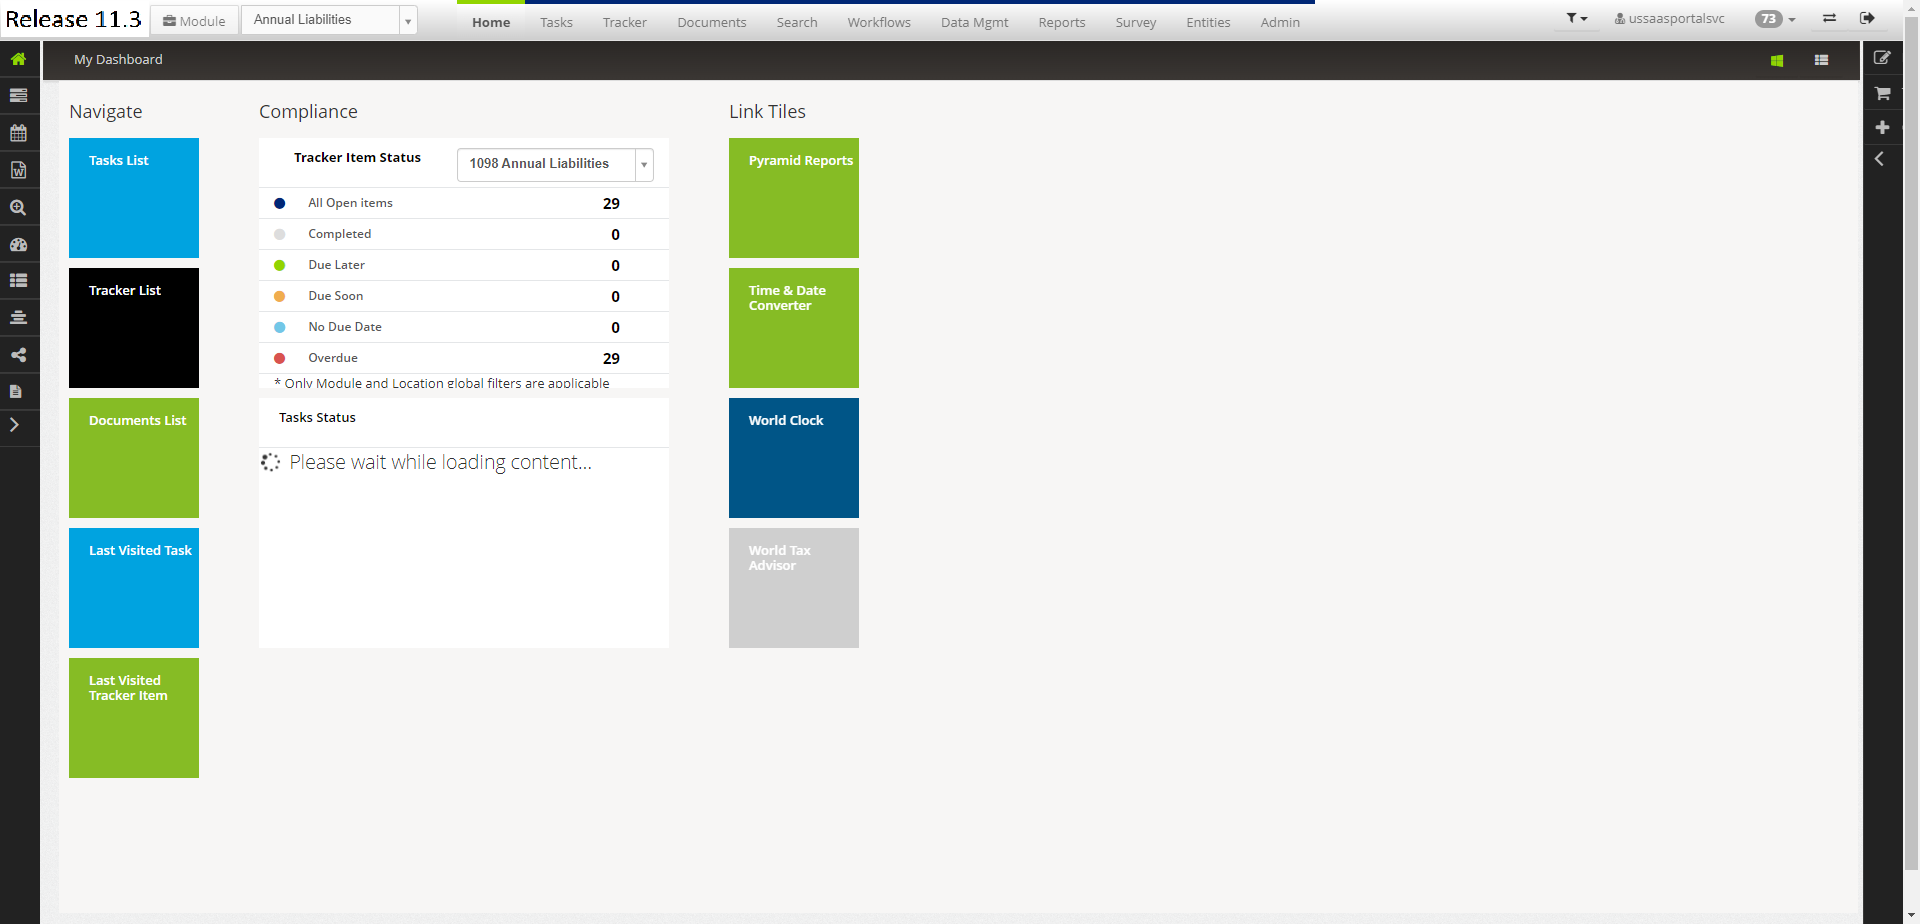 Release 11.3
Module
Annual Liabilities
Home
Tasks
Tracker
Documents
Search
Workflows
Data Mgmt
Reports
Survey
Entities
Admin
ussaasportalsvc
73
My Dashboard
Navigate
Tasks List
Tracker List
Documents List
Last Visited Task
Last Visited
Tracker Item
Compliance
Tracker Item Status
1098 Annual Liabilities
All Open items 29
Completed 0
Due Later 0
Due Soon 0
No Due Date 0
Overdue 29
* Only Module and Location global filters are applicable
Tasks Status
Please wait while loading content...
Link Tiles
Pyramid Reports
Time & Date
Converter
World Clock
World Tax
Advisor